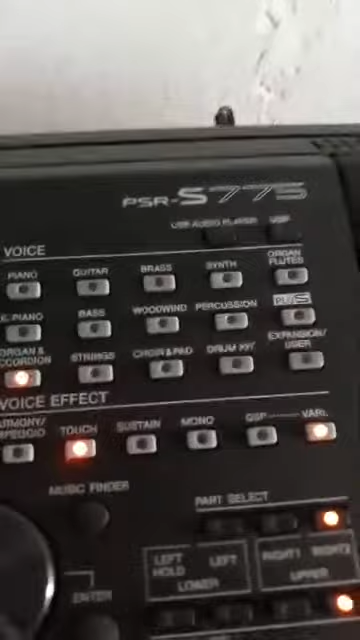 PSR-S775
USB AUDIO PLAYER USB
VOICE
PIANO GUITAR BRASS SYNTH ORGAN FLUTES
E. PIANO BASS WOODWIND PERCUSSION PLUS
ORGAN & ACCORDION STRINGS CHOIR & PAD DRUM KIT EXPANSION/USER
VOICE EFFECT
HARMONY/ARPEGGIO TOUCH SUSTAIN MONO DSP VARI.
MUSIC FINDER
PART SELECT
LEFT HOLD LEFT RIGHT1 RIGHT2
LOWER UPPER
ENTER